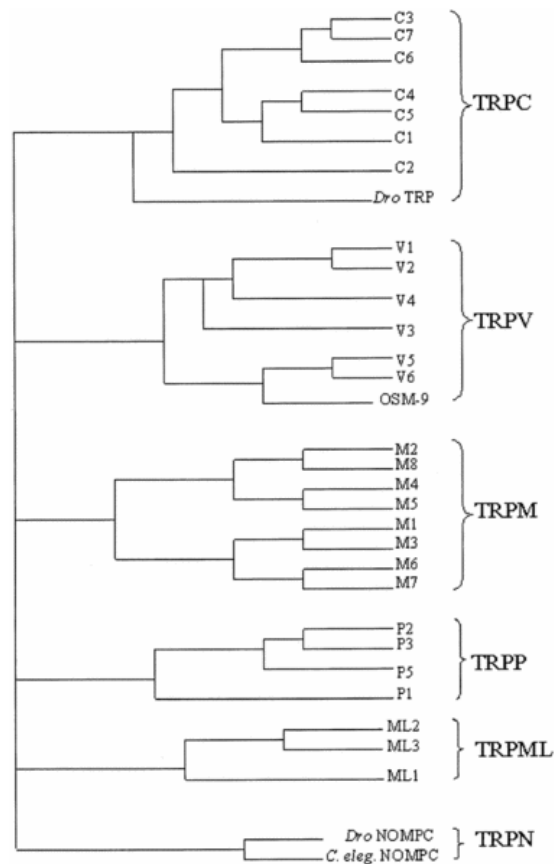 C3
C7
C6
C4
C5
C1
C2
Dro TRP
TRPC
V1
V2
V4
V3
V5
V6
OSM-9
TRPV
M2
M8
M4
M5
M1
M3
M6
M7
TRPM
P2
P3
P5
P1
TRPP
ML2
ML3
ML1
TRPML
Dro NOMPC
C. eleg. NOMPC
TRPN